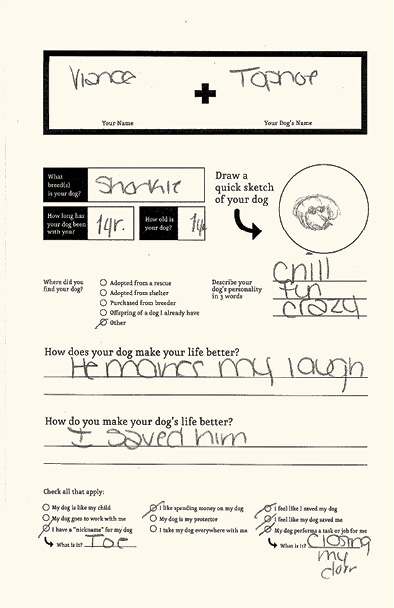 Your Name
+
Your Dog's Name
What breed(s) is your dog?
Shorkie
Draw a quick sketch of your dog
How long has your dog been with you?
1yr.
How old is your dog?
Where did you find your dog?
Adopted from a rescue
Adopted from shelter
Purchased from breeder
Offspring of a dog I already have
Other
Describe your dog's personality in 3 words
chill
fun
crazy
How does your dog make your life better?
He makes my laugh
How do you make your dog's life better?
I saved him
Check all that apply:
My dog is like my child
My dog goes to work with me
I have a "nickname" for my dog
What is it?
I like spending money on my dog
My dog is my protector
I take my dog everywhere with me
I feel like I saved my dog
I feel like my dog saved me
My dog performs a task or job for me
What is it?
Closing
my